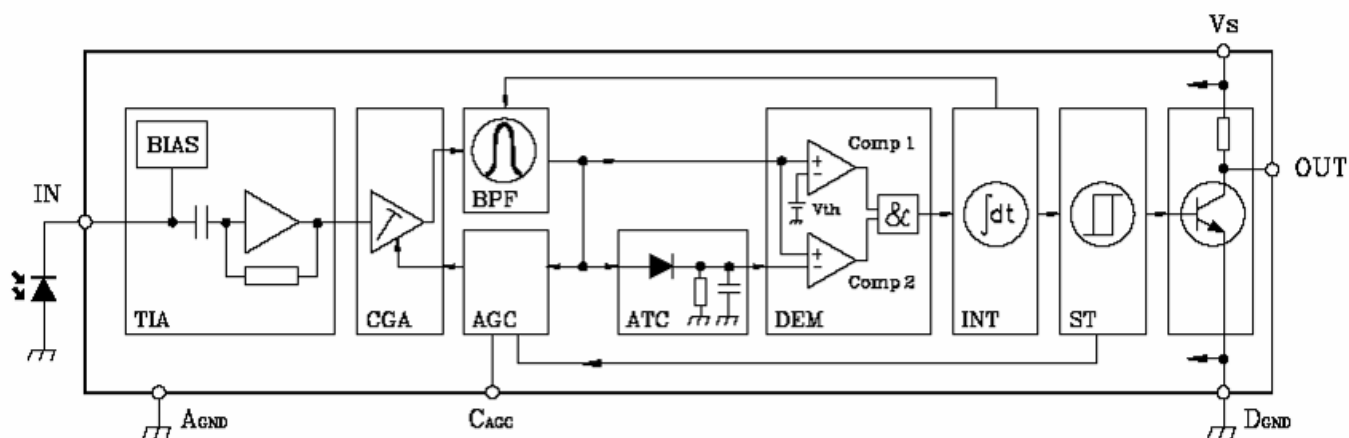 Vs
BIAS
Comp 1
IN
OUT
BPF
Vth
&
∫dt
Comp 2
TIA
CGA
AGC
ATC
DEM
INT
ST
AGND
CAGC
DGND